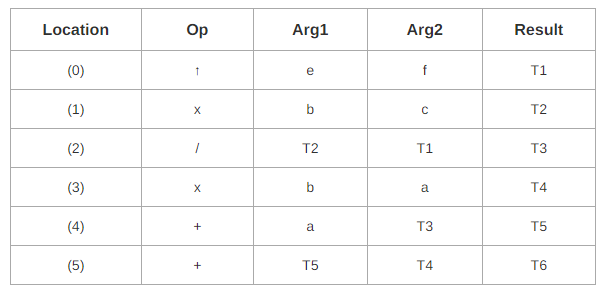 Location Op Arg1 Arg2 Result
(0) ↑ e f T1
(1) x b c T2
(2) / T2 T1 T3
(3) x b a T4
(4) + a T3 T5
(5) + T5 T4 T6